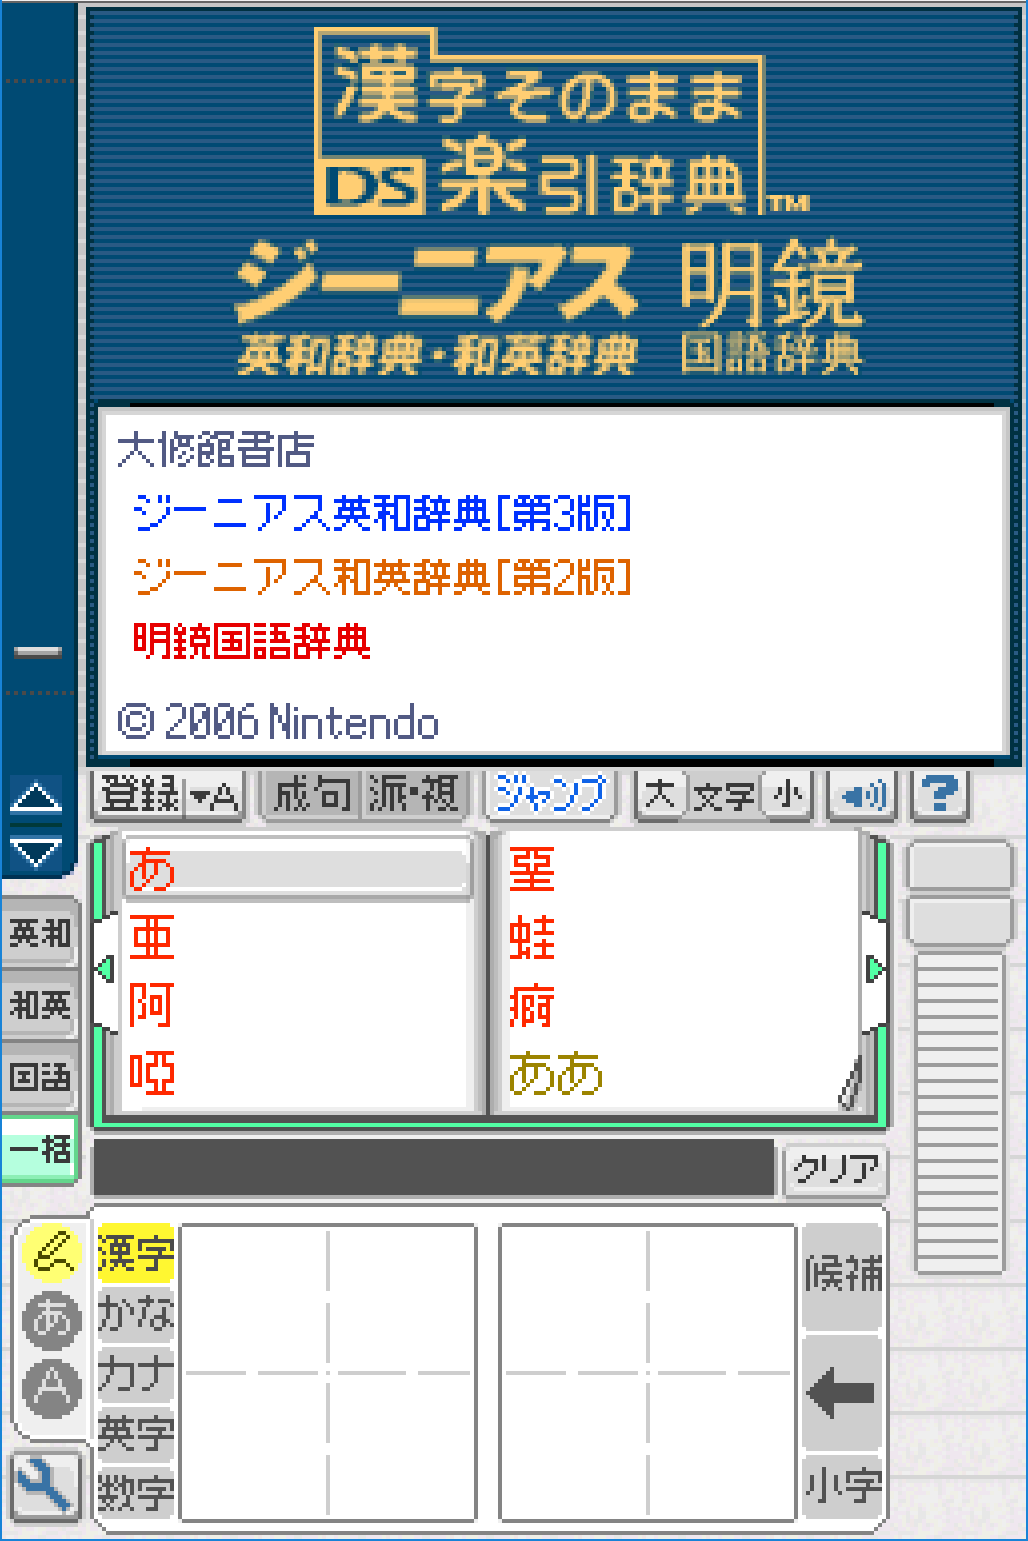 漢字そのまま
DS楽引辞典™
ジーニアス 明鏡
英和辞典・和英辞典 国語辞典
大修館書店
ジーニアス英和辞典[第3版]
ジーニアス和英辞典[第2版]
明鏡国語辞典
© 2006 Nintendo
登録 ▾A 成句 派・複 ジャンプ 大 文字 小 ?
英和
和英
国語
一括
あ
亜
阿
啞
堊
蛙
痾
ああ
クリア
あ
A
漢字
かな
カナ
英字
数字
候補
←
小字